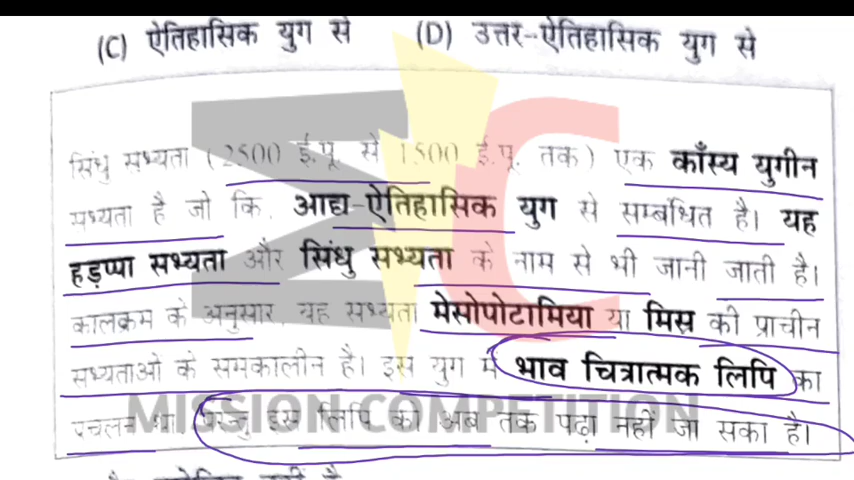 (C) ऐतिहासिक युग से (D) उत्तर-ऐतिहासिक युग से
सिंधु सभ्यता (2500 ई.पू. से 1500 ई.पू. तक) एक काँस्य युगीन
सभ्यता है जो कि, आद्य-ऐतिहासिक युग से सम्बंधित है। यह
हड़प्पा सभ्यता और सिंधु सभ्यता के नाम से भी जानी जाती है।
कालक्रम के अनुसार, यह सभ्यता मेसोपोटामिया या मिस्र की प्राचीन
सभ्यताओं के समकालीन है। इस युग में भाव चित्रात्मक लिपि का
प्रचलन था परन्तु इस लिपि को अब तक पढ़ा नहीं जा सका है।
MISSION COMPETITION